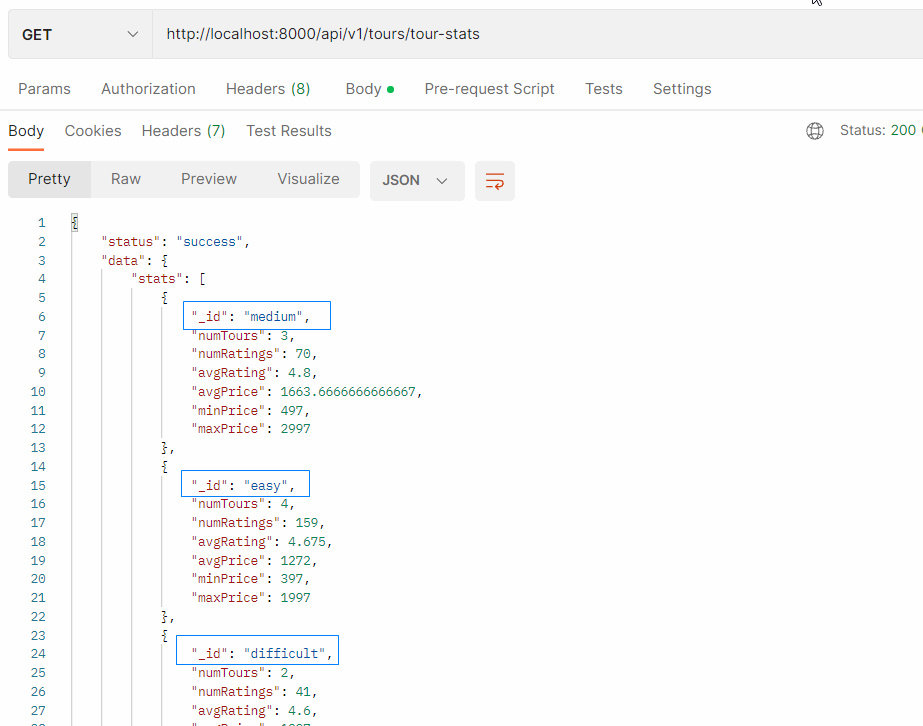 GET http://localhost:8000/api/v1/tours/tour-stats
Params Authorization Headers (8) Body Pre-request Script Tests Settings
Body Cookies Headers (7) Test Results Status: 200
Pretty Raw Preview Visualize JSON
1 {
2 "status": "success",
3 "data": {
4 "stats": [
5 {
6 "_id": "medium",
7 "numTours": 3,
8 "numRatings": 70,
9 "avgRating": 4.8,
10 "avgPrice": 1663.6666666666667,
11 "minPrice": 497,
12 "maxPrice": 2997
13 },
14 {
15 "_id": "easy",
16 "numTours": 4,
17 "numRatings": 159,
18 "avgRating": 4.675,
19 "avgPrice": 1272,
20 "minPrice": 397,
21 "maxPrice": 1997
22 },
23 {
24 "_id": "difficult",
25 "numTours": 2,
26 "numRatings": 41,
27 "avgRating": 4.6,